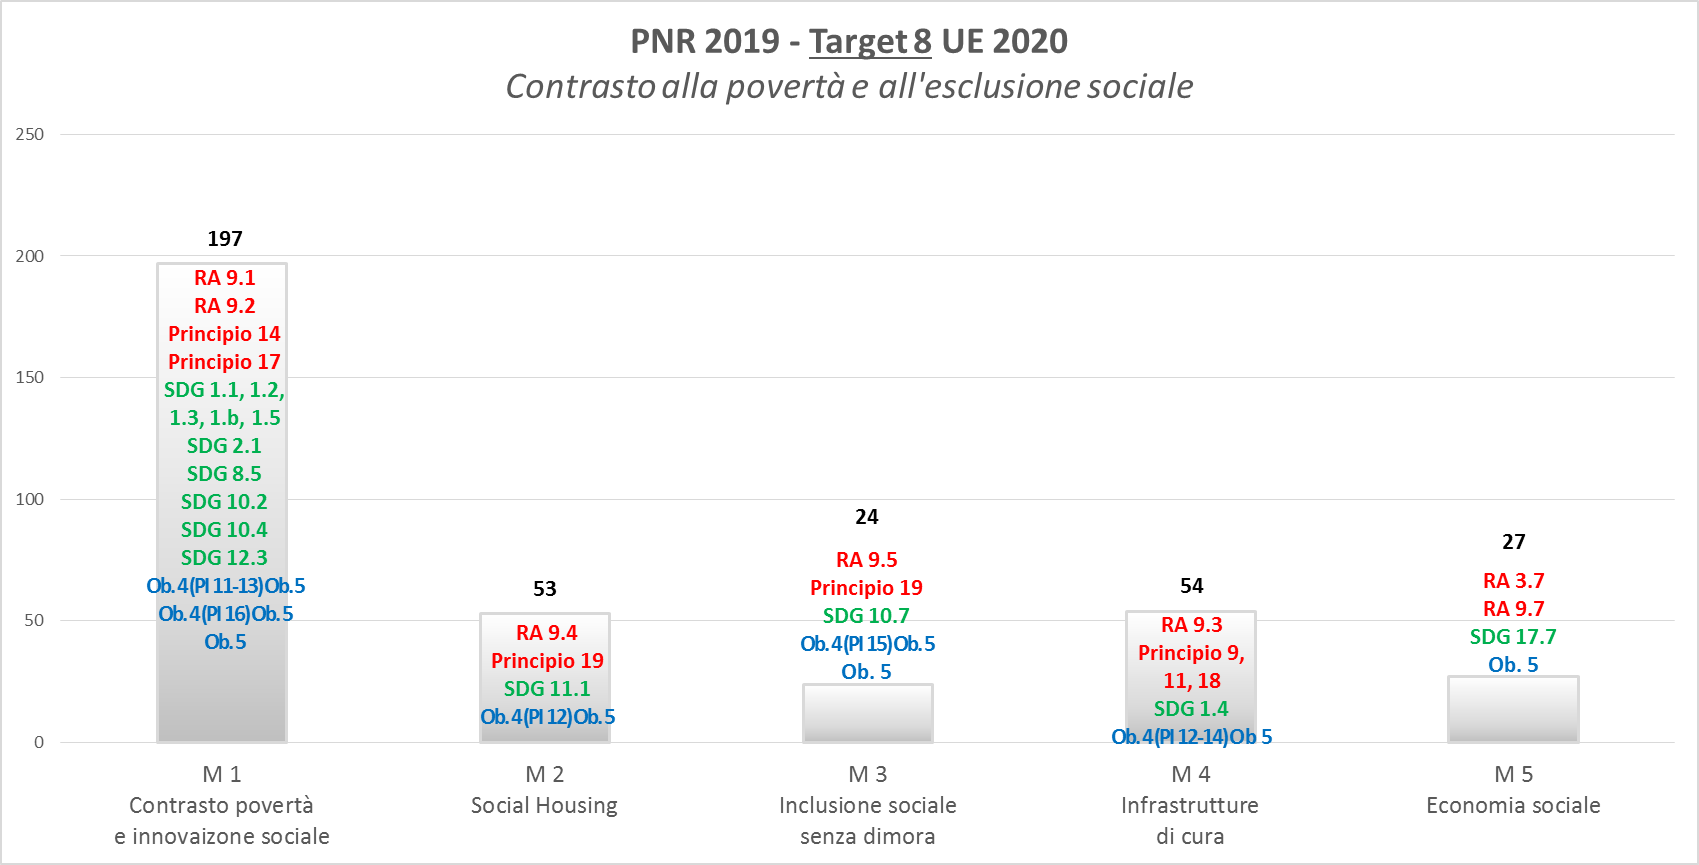 PNR 2019 - Target 8 UE 2020
Contrasto alla povertà e all'esclusione sociale
250
200
150
100
50
0
197
RA 9.1
RA 9.2
Principio 14
Principio 17
SDG 1.1, 1.2,
1.3, 1.b, 1.5
SDG 2.1
SDG 8.5
SDG 10.2
SDG 10.4
SDG 12.3
Ob. 4 (PI 11-13) Ob. 5
Ob. 4 (PI 16) Ob. 5
Ob. 5
53
RA 9.4
Principio 19
SDG 11.1
Ob. 4 (PI 12) Ob. 5
24
RA 9.5
Principio 19
SDG 10.7
Ob. 4 (PI 15) Ob. 5
Ob. 5
54
RA 9.3
Principio 9,
11, 18
SDG 1.4
Ob. 4 (PI 12-14) Ob 5
27
RA 3.7
RA 9.7
SDG 17.7
Ob. 5
M 1
Contrasto povertà
e innovaizone sociale
M 2
Social Housing
M 3
Inclusione sociale
senza dimora
M 4
Infrastrutture
di cura
M 5
Economia sociale